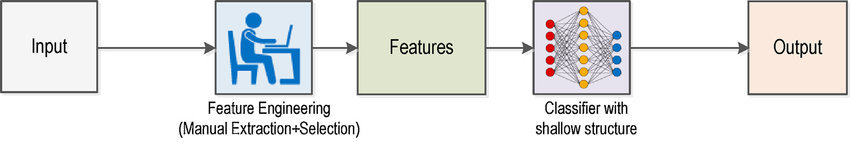 Input
Features
Output
Feature Engineering
(Manual Extraction+Selection)
Classifier with
shallow structure